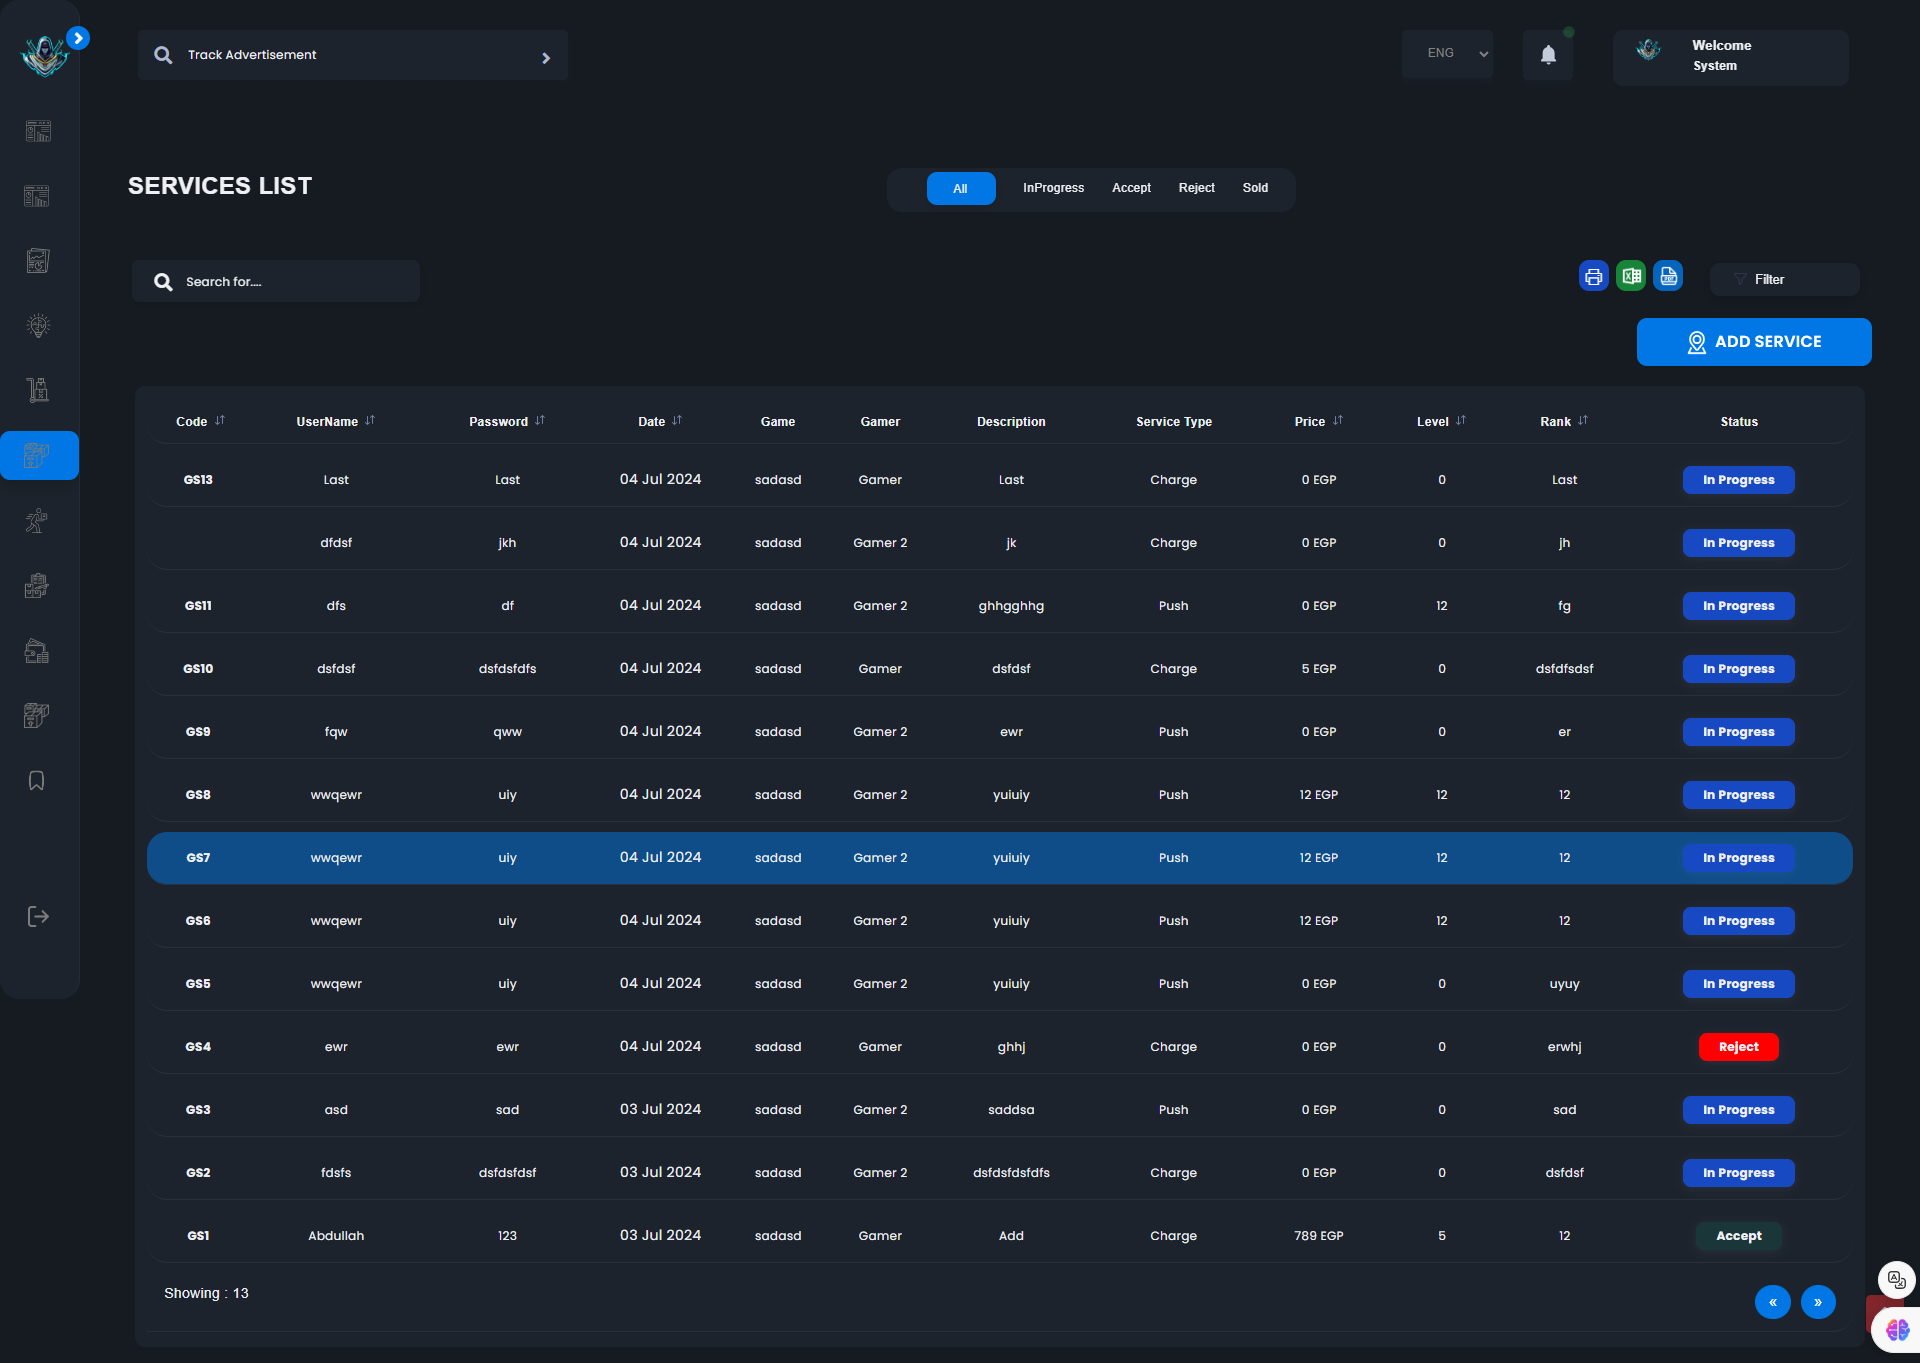 Track Advertisement
ENG
Welcome
System
SERVICES LIST
All InProgress Accept Reject Sold
Search for....
Filter
ADD SERVICE
Code UserName Password Date Game Gamer Description Service Type Price Level Rank Status
GS13 Last Last 04 Jul 2024 sadasd Gamer Last Charge 0 EGP 0 Last In Progress
dfdsf jkh 04 Jul 2024 sadasd Gamer 2 jk Charge 0 EGP 0 jh In Progress
GS11 dfs df 04 Jul 2024 sadasd Gamer 2 ghhgghhg Push 0 EGP 12 fg In Progress
GS10 dsfdsf dsfdsfdfs 04 Jul 2024 sadasd Gamer dsfdsf Charge 5 EGP 0 dsfdfsdsf In Progress
GS9 fqw qww 04 Jul 2024 sadasd Gamer 2 ewr Push 0 EGP 0 er In Progress
GS8 wwqewr uiy 04 Jul 2024 sadasd Gamer 2 yuiuiy Push 12 EGP 12 12 In Progress
GS7 wwqewr uiy 04 Jul 2024 sadasd Gamer 2 yuiuiy Push 12 EGP 12 12 In Progress
GS6 wwqewr uiy 04 Jul 2024 sadasd Gamer 2 yuiuiy Push 12 EGP 12 12 In Progress
GS5 wwqewr uiy 04 Jul 2024 sadasd Gamer 2 yuiuiy Push 0 EGP 0 uyuy In Progress
GS4 ewr ewr 04 Jul 2024 sadasd Gamer ghhj Charge 0 EGP 0 erwhj Reject
GS3 asd sad 03 Jul 2024 sadasd Gamer 2 saddsa Push 0 EGP 0 sad In Progress
GS2 fdsfs dsfdsfdsf 03 Jul 2024 sadasd Gamer 2 dsfdsfdsfdfs Charge 0 EGP 0 dsfdsf In Progress
GS1 Abdullah 123 03 Jul 2024 sadasd Gamer Add Charge 789 EGP 5 12 Accept
Showing : 13
« »